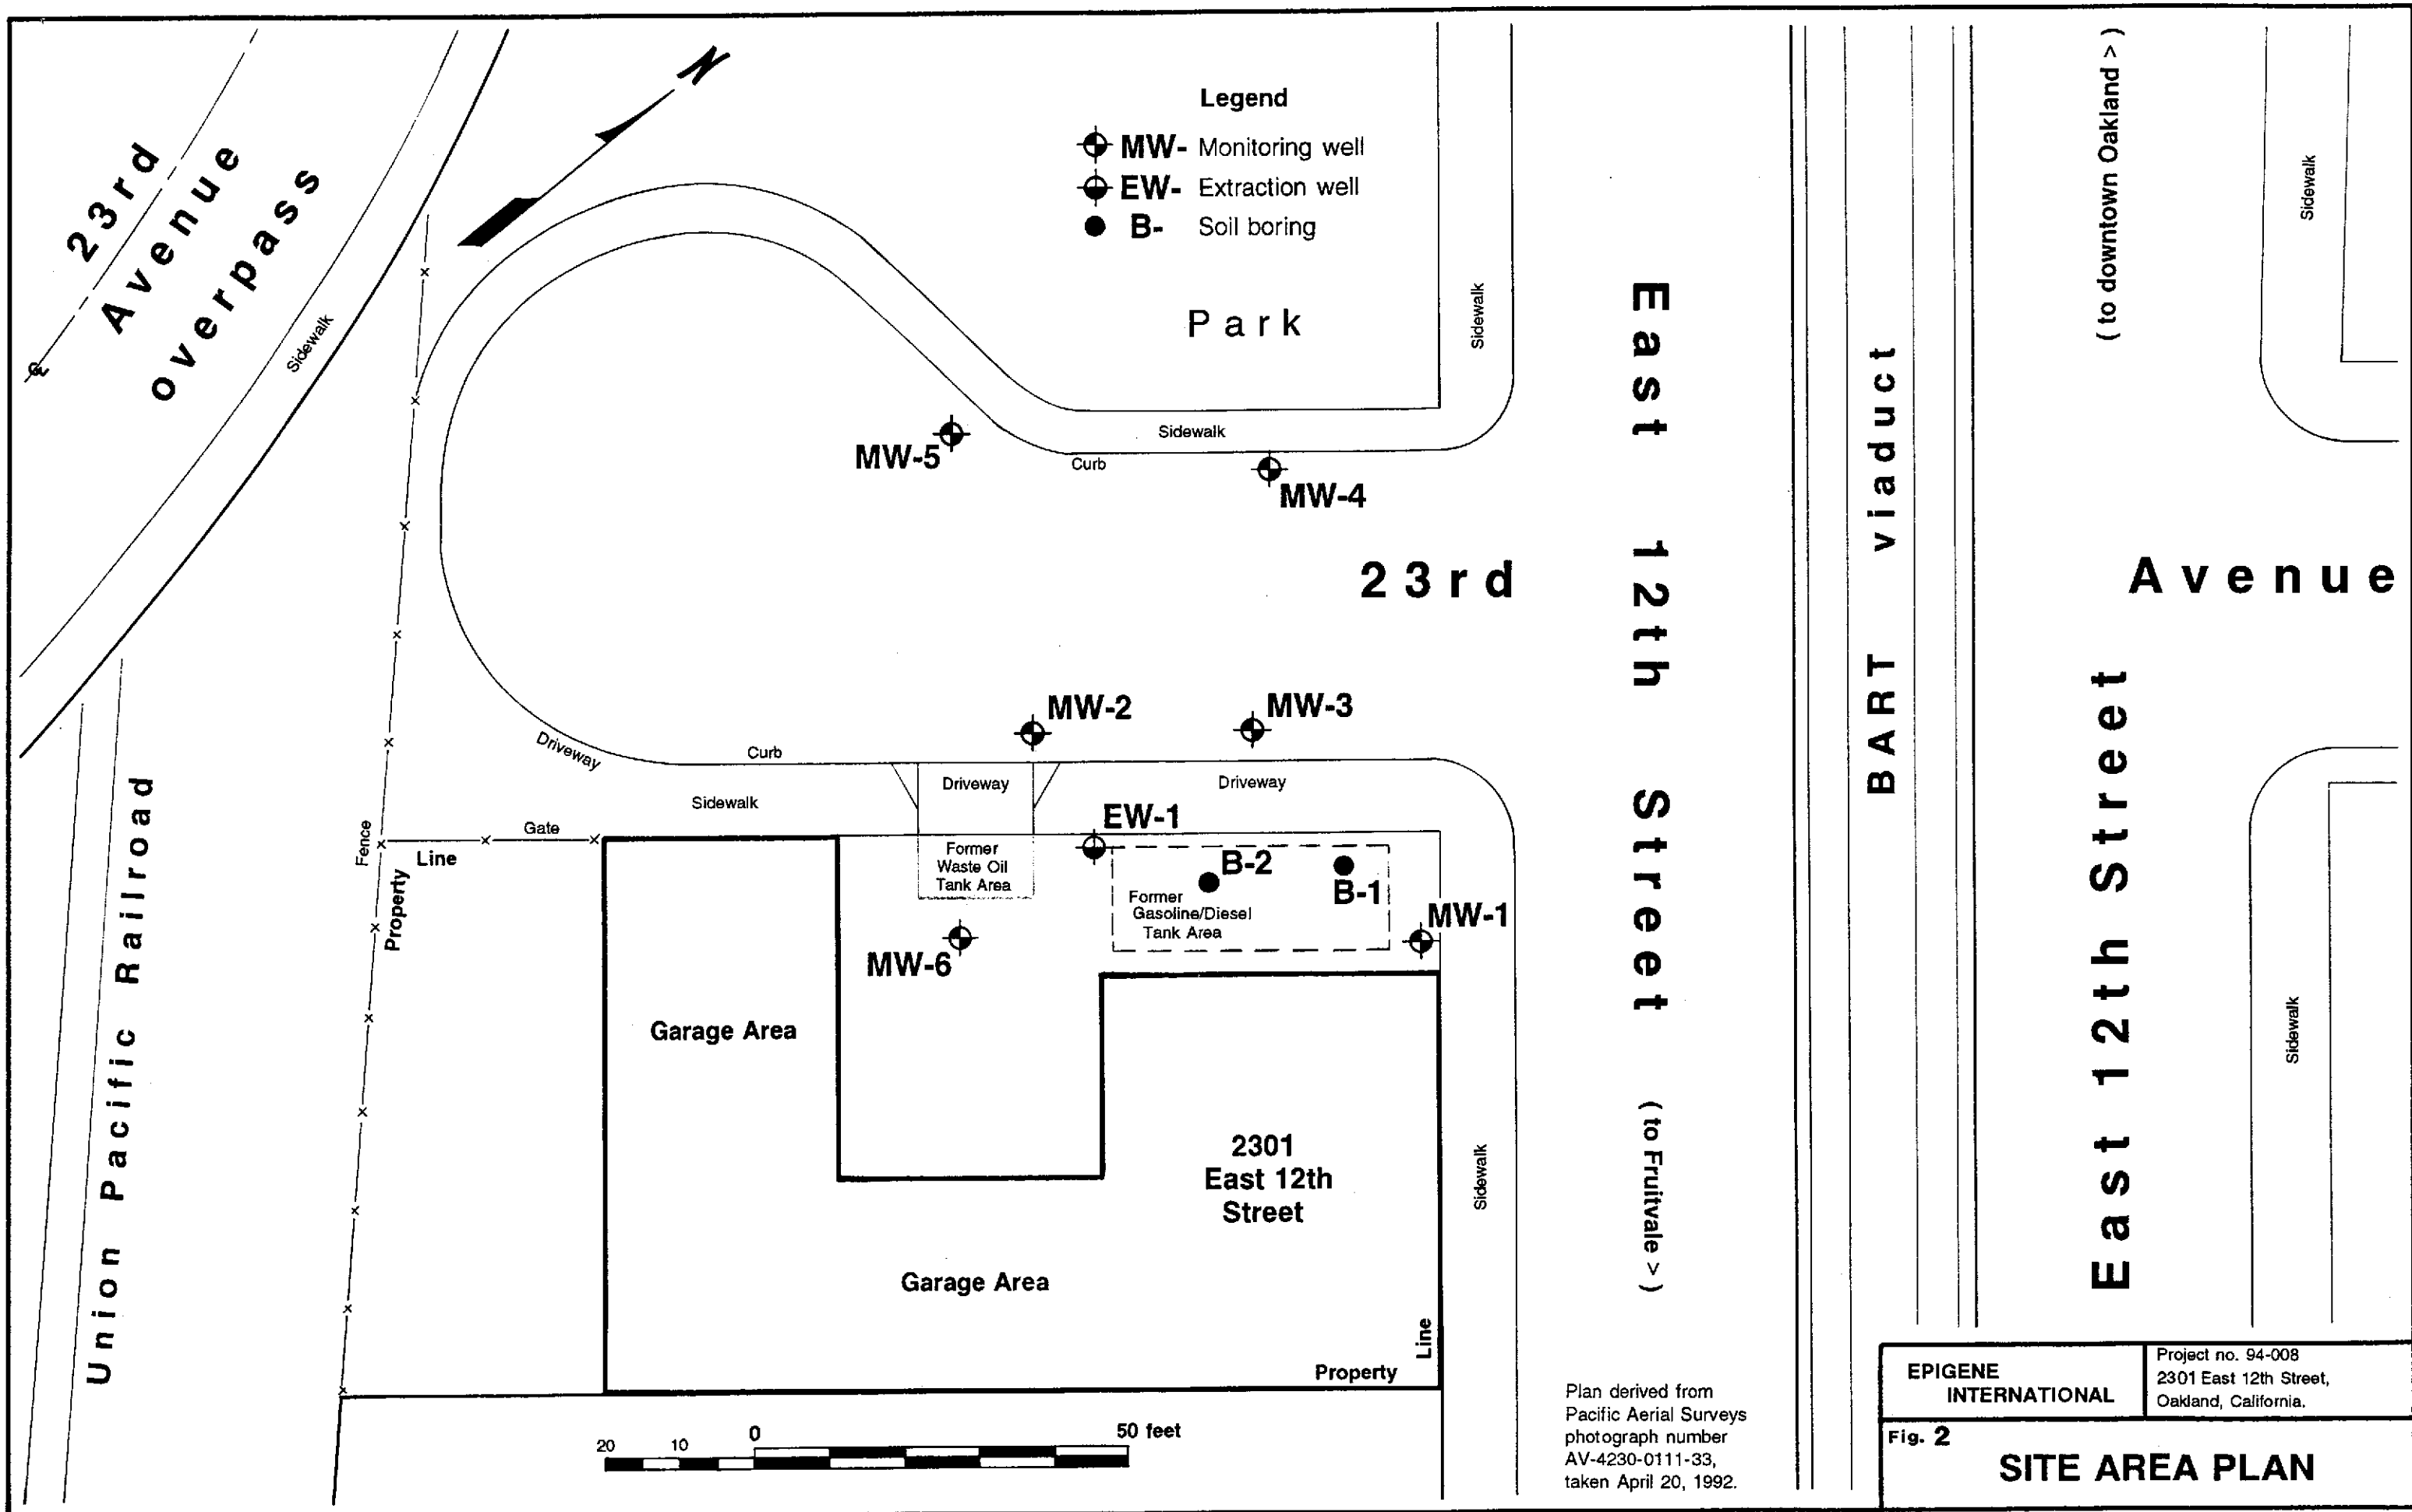 N
Legend
MW- Monitoring well
EW- Extraction well
B- Soil boring
23rd
Avenue
overpass
Sidewalk
Park
Sidewalk
Sidewalk
Curb
MW-5
MW-4
23rd
Avenue
East 12th Street
( to Fruitvale > )
BART viaduct
( to downtown Oakland > )
East 12th Street
Sidewalk
Sidewalk
MW-2
MW-3
Driveway
Curb
Driveway
Driveway
Sidewalk
Gate
Fence
Line
Property
Union Pacific Railroad
EW-1
Former
Waste Oil
Tank Area
B-2
B-1
Former
Gasoline/Diesel
Tank Area
MW-1
MW-6
Garage Area
2301
East 12th
Street
Sidewalk
Garage Area
Line
Property
20 10 0 50 feet
Plan derived from
Pacific Aerial Surveys
photograph number
AV-4230-0111-33,
taken April 20, 1992.
EPIGENE
INTERNATIONAL
Project no. 94-008
2301 East 12th Street,
Oakland, California.
Fig. 2
SITE AREA PLAN